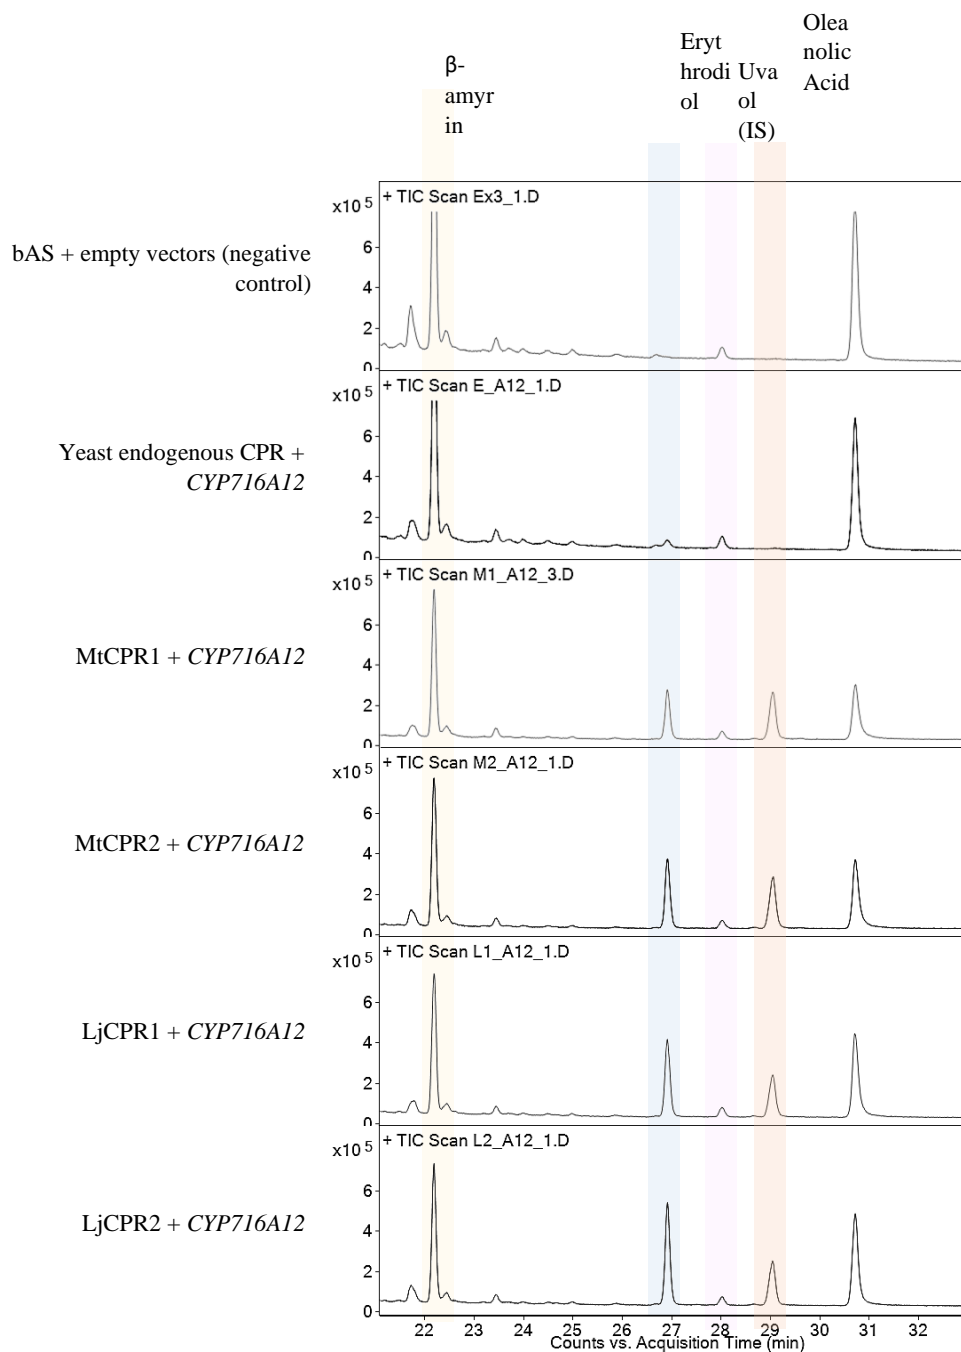 β-
amyr
in
Eryt
hrodi
ol
Uva
ol
(IS)
Olea
nolic
Acid
bAS + empty vectors (negative
control)
x10 5
+ TIC Scan Ex3_1.D
6
4
2
0
Yeast endogenous CPR +
CYP716A12
x10 5
+ TIC Scan E_A12_1.D
6
4
2
0
MtCPR1 + CYP716A12
x10 5
+ TIC Scan M1_A12_3.D
6
4
2
0
MtCPR2 + CYP716A12
x10 5
+ TIC Scan M2_A12_1.D
6
4
2
0
LjCPR1 + CYP716A12
x10 5
+ TIC Scan L1_A12_1.D
6
4
2
0
LjCPR2 + CYP716A12
x10 5
+ TIC Scan L2_A12_1.D
6
4
2
0
22 23 24 25 26 27 28 29 30 31 32
Counts vs. Acquisition Time (min)